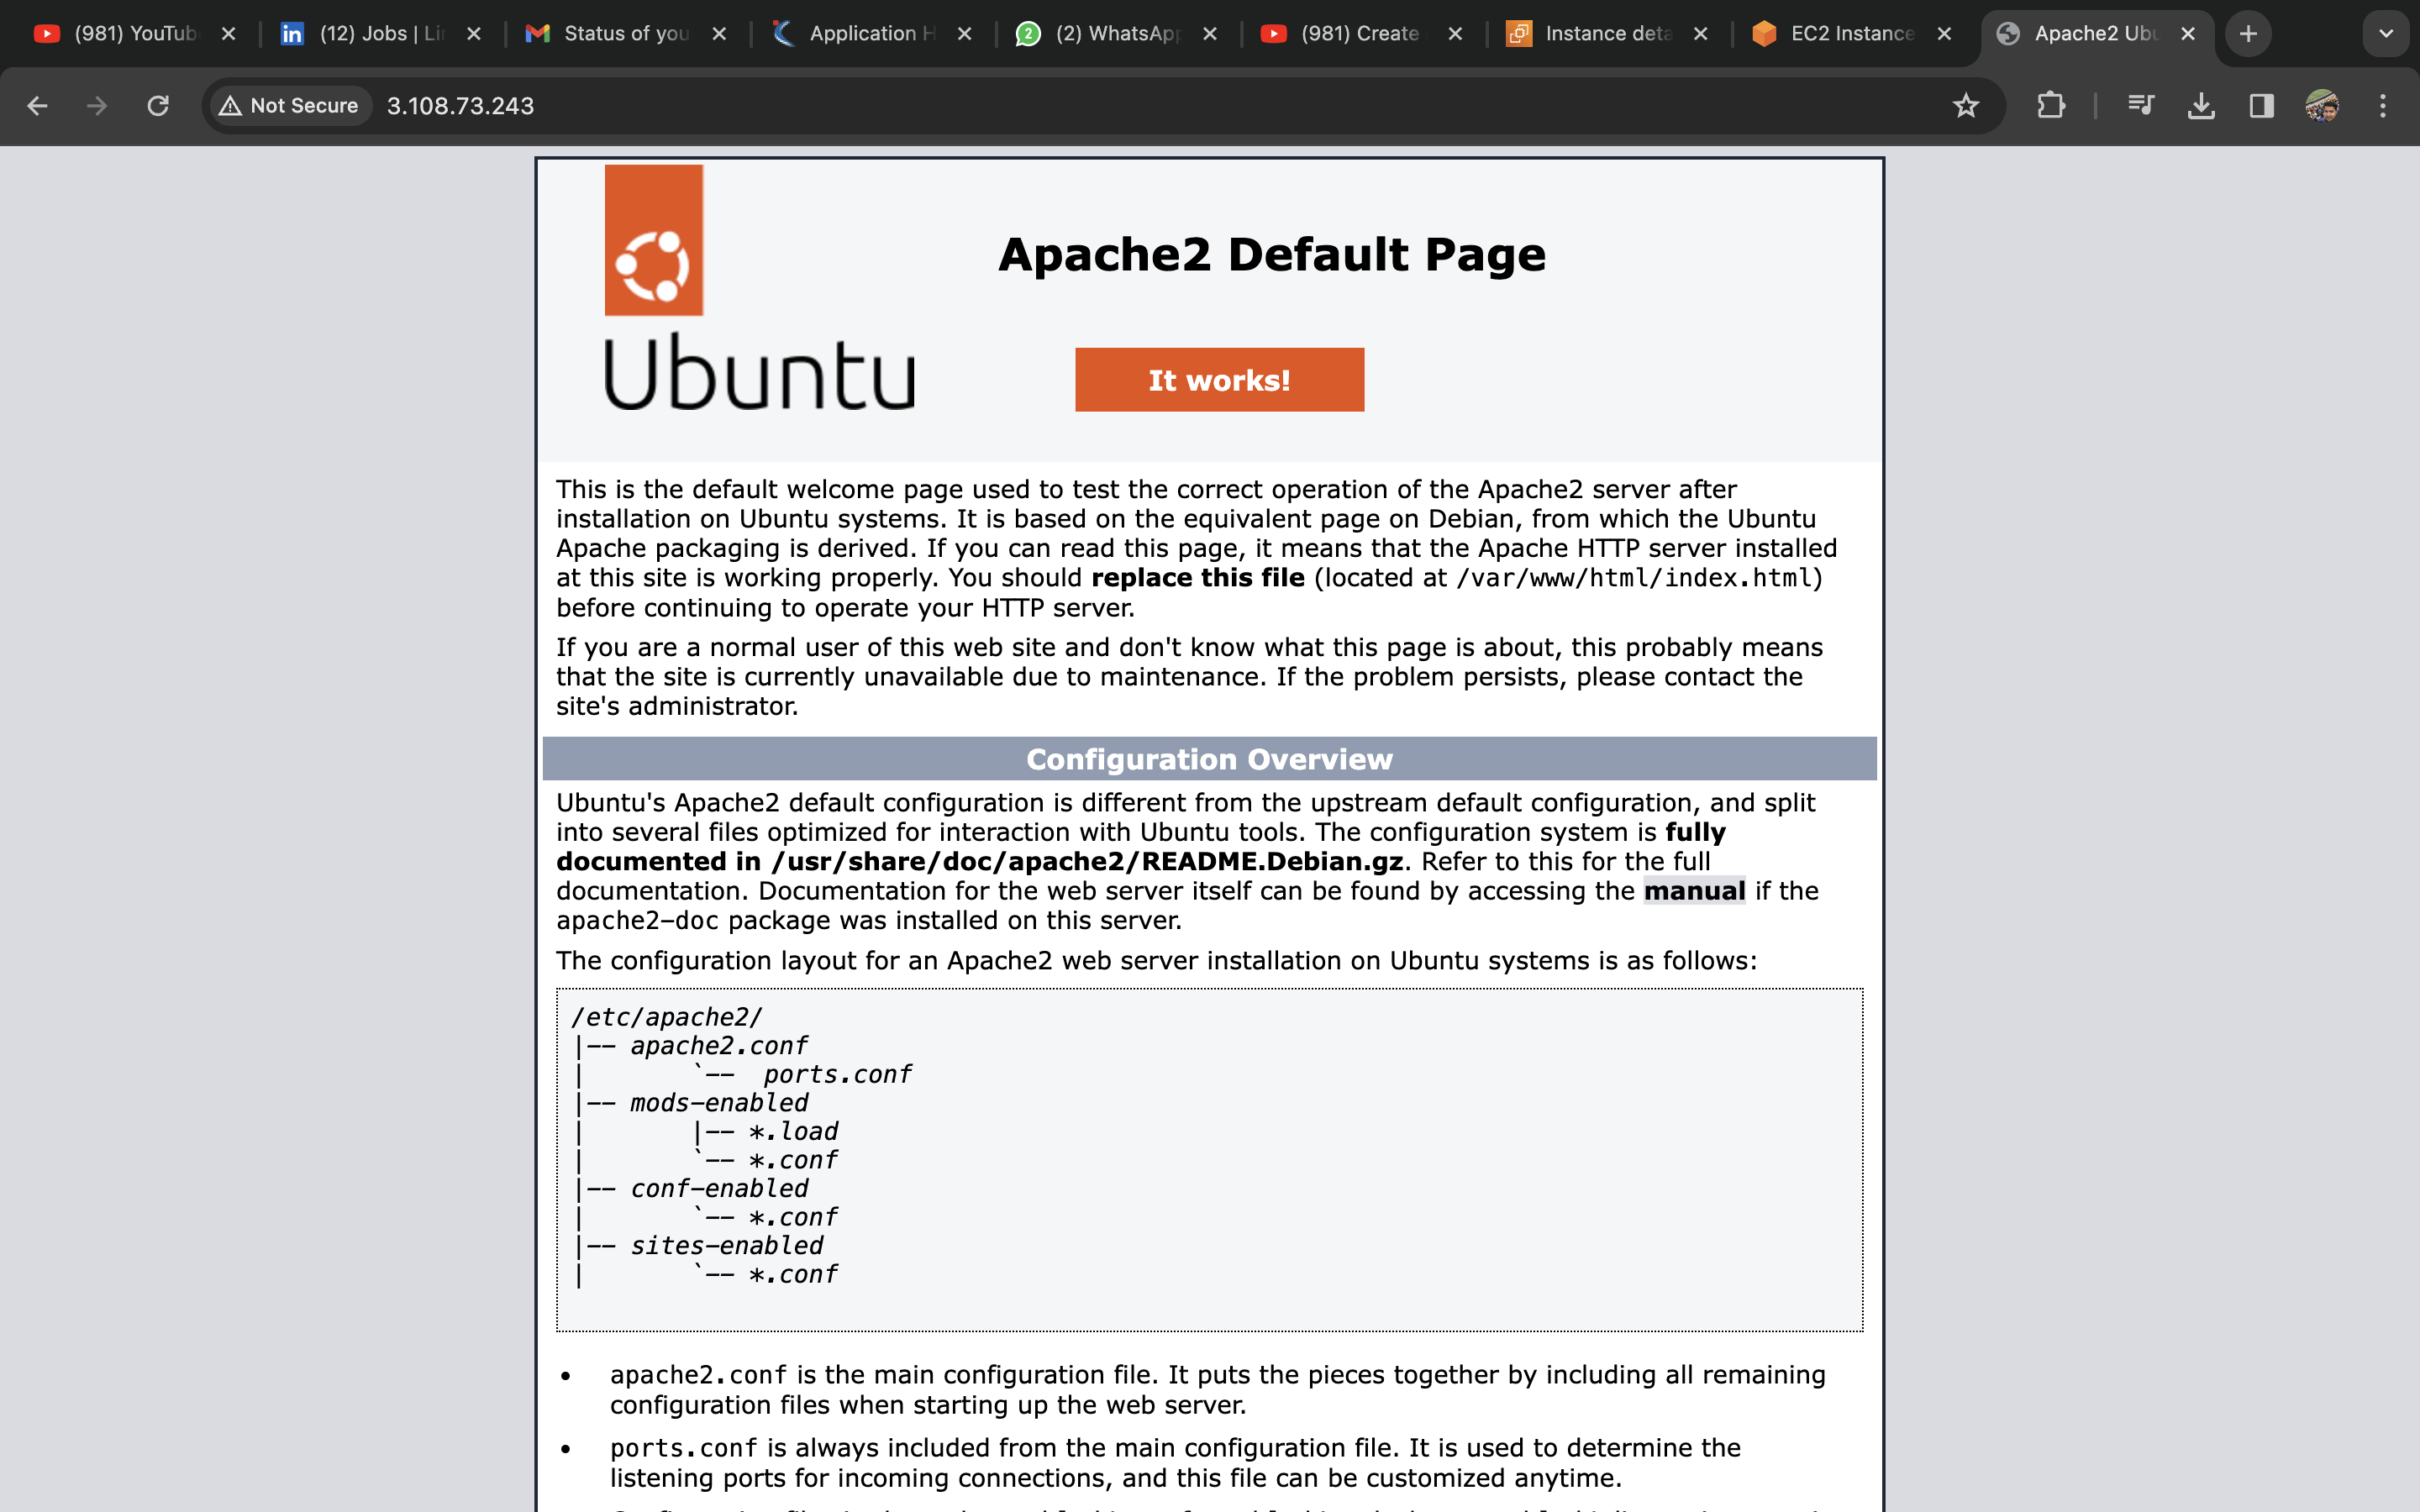 (981) YouTub
(12) Jobs | Li
Status of you
Application H
2
(2) WhatsApp
(981) Create
Instance deta
EC2 Instance
Apache2 Ubu
Not Secure
3.108.73.243
Apache2 Default Page
Ubuntu
It works!
This is the default welcome page used to test the correct operation of the Apache2 server after
installation on Ubuntu systems. It is based on the equivalent page on Debian, from which the Ubuntu
Apache packaging is derived. If you can read this page, it means that the Apache HTTP server installed
at this site is working properly. You should replace this file (located at /var/www/html/index.html)
before continuing to operate your HTTP server.
If you are a normal user of this web site and don't know what this page is about, this probably means
that the site is currently unavailable due to maintenance. If the problem persists, please contact the
site's administrator.
Configuration Overview
Ubuntu's Apache2 default configuration is different from the upstream default configuration, and split
into several files optimized for interaction with Ubuntu tools. The configuration system is fully
documented in /usr/share/doc/apache2/README.Debian.gz. Refer to this for the full
documentation. Documentation for the web server itself can be found by accessing the manual if the
apache2-doc package was installed on this server.
The configuration layout for an Apache2 web server installation on Ubuntu systems is as follows:
/etc/apache2/
|-- apache2.conf
|       `--  ports.conf
|-- mods-enabled
|       |-- *.load
|       `-- *.conf
|-- conf-enabled
|       `-- *.conf
|-- sites-enabled
|       `-- *.conf
• apache2.conf is the main configuration file. It puts the pieces together by including all remaining
configuration files when starting up the web server.
• ports.conf is always included from the main configuration file. It is used to determine the
listening ports for incoming connections, and this file can be customized anytime.